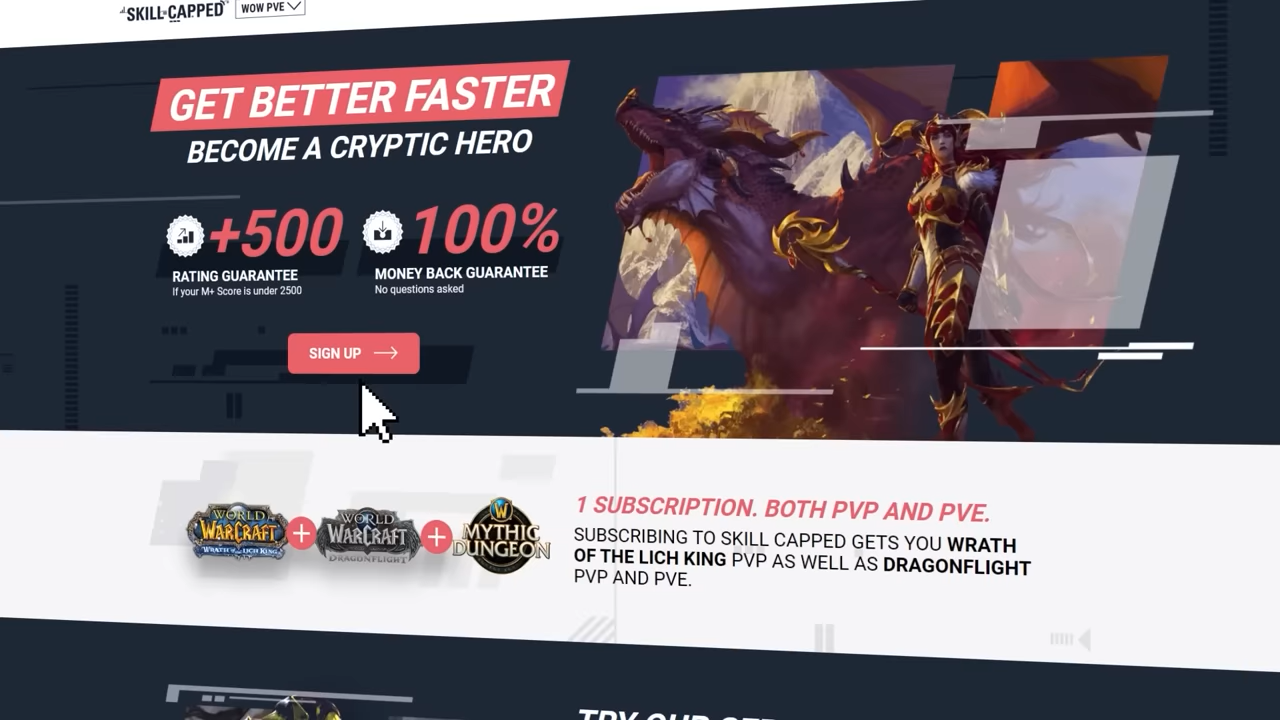 SKILL-CAPPED
WOW PVE
GET BETTER FASTER
BECOME A CRYPTIC HERO
+500
100%
RATING GUARANTEE
If your M+ Score is under 2500
MONEY BACK GUARANTEE
No questions asked
SIGN UP
WORLD
WARCRAFT
WRATH OF THE LICH KING
WORLD
WARCRAFT
DRAGONFLIGHT
W
MYTHIC
DUNGEON
1 SUBSCRIPTION. BOTH PVP AND PVE.
SUBSCRIBING TO SKILL CAPPED GETS YOU WRATH
OF THE LICH KING PVP AS WELL AS DRAGONFLIGHT
PVP AND PVE.
TRY OUR